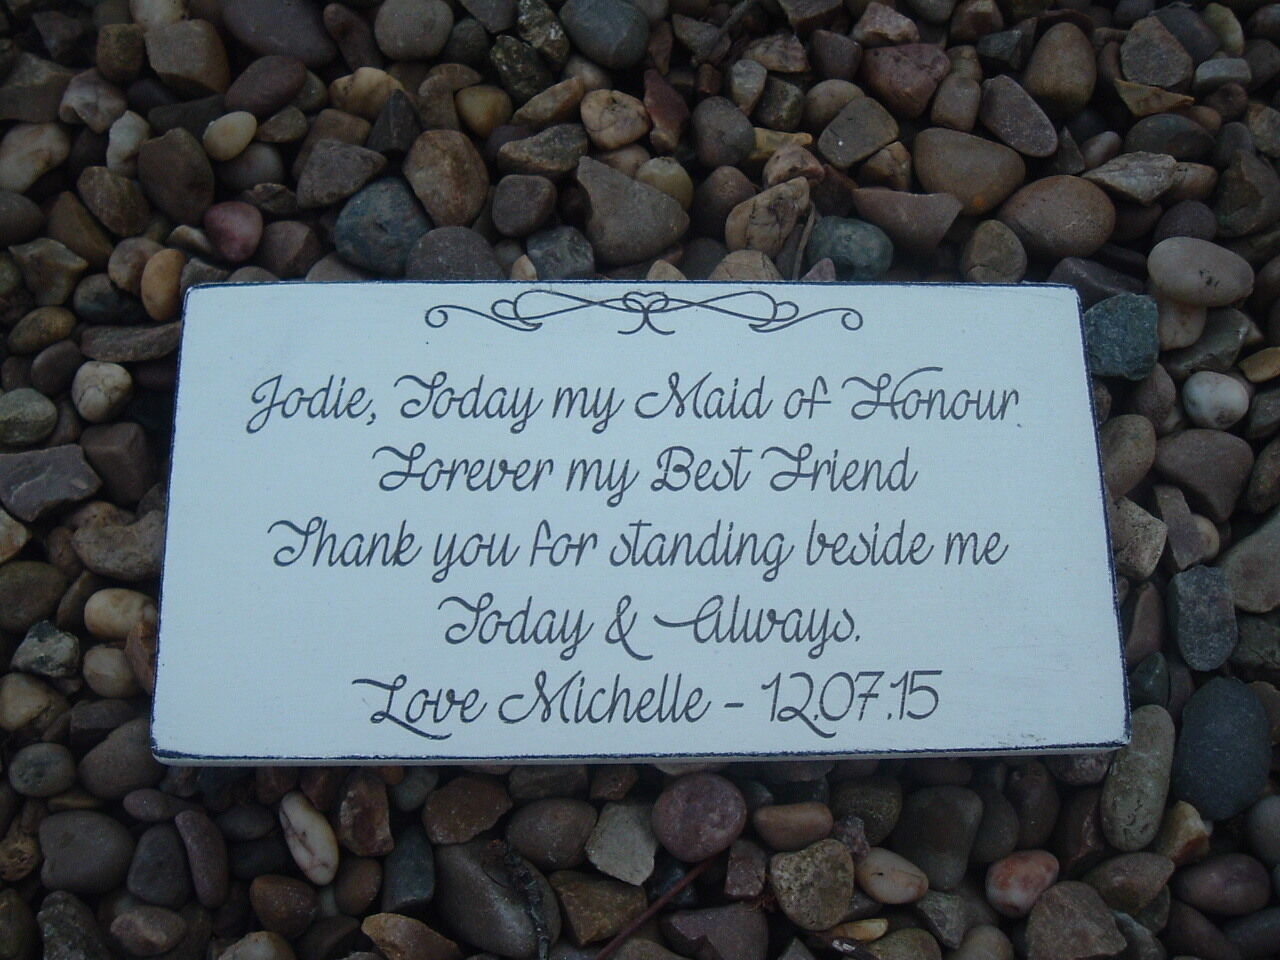 Jodie, Today my Maid of Honour.
Forever my Best Friend
Thank you for standing beside me
Today & Always.
Love Michelle - 12.07.15